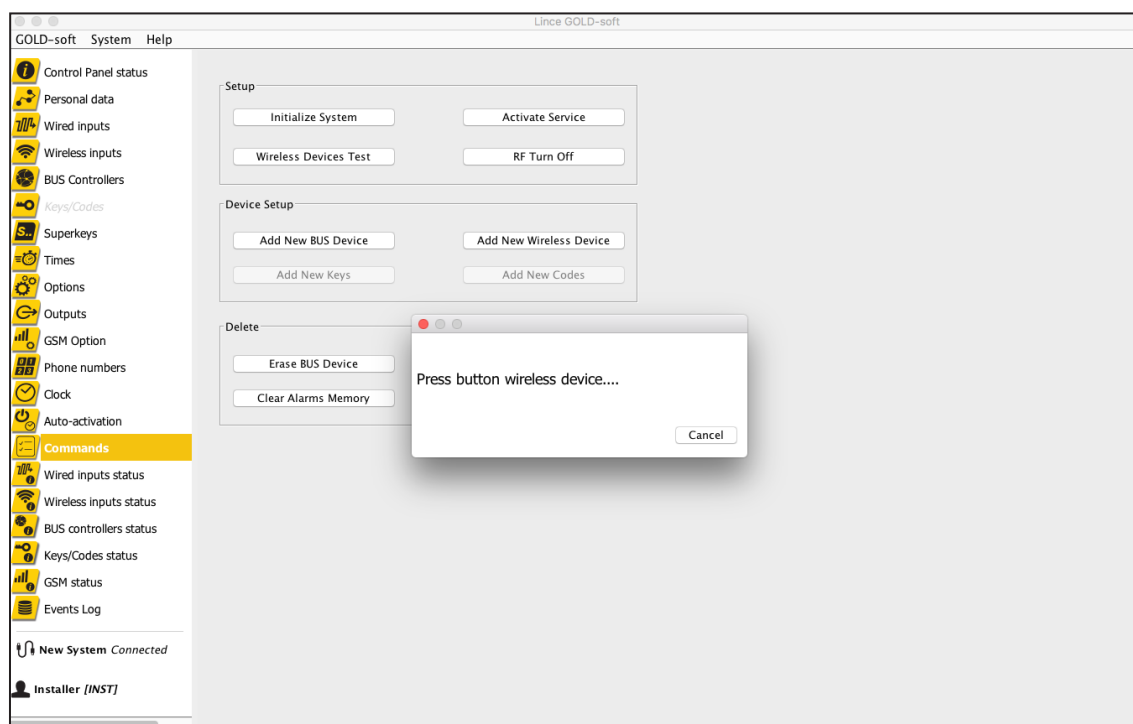 Lince GOLD-soft
GOLD-soft System Help
Control Panel status
Personal data
Wired inputs
Wireless inputs
BUS Controllers
Keys/Codes
S.. Superkeys
Times
Options
Outputs
GSM Option
Phone numbers
Clock
Auto-activation
Commands
Wired inputs status
Wireless inputs status
BUS controllers status
Keys/Codes status
GSM status
Events Log
New System Connected
Installer [INST]
Setup
Initialize System Activate Service
Wireless Devices Test RF Turn Off
Device Setup
Add New BUS Device Add New Wireless Device
Add New Keys Add New Codes
Delete
Erase BUS Device
Clear Alarms Memory
Press button wireless device....
Cancel